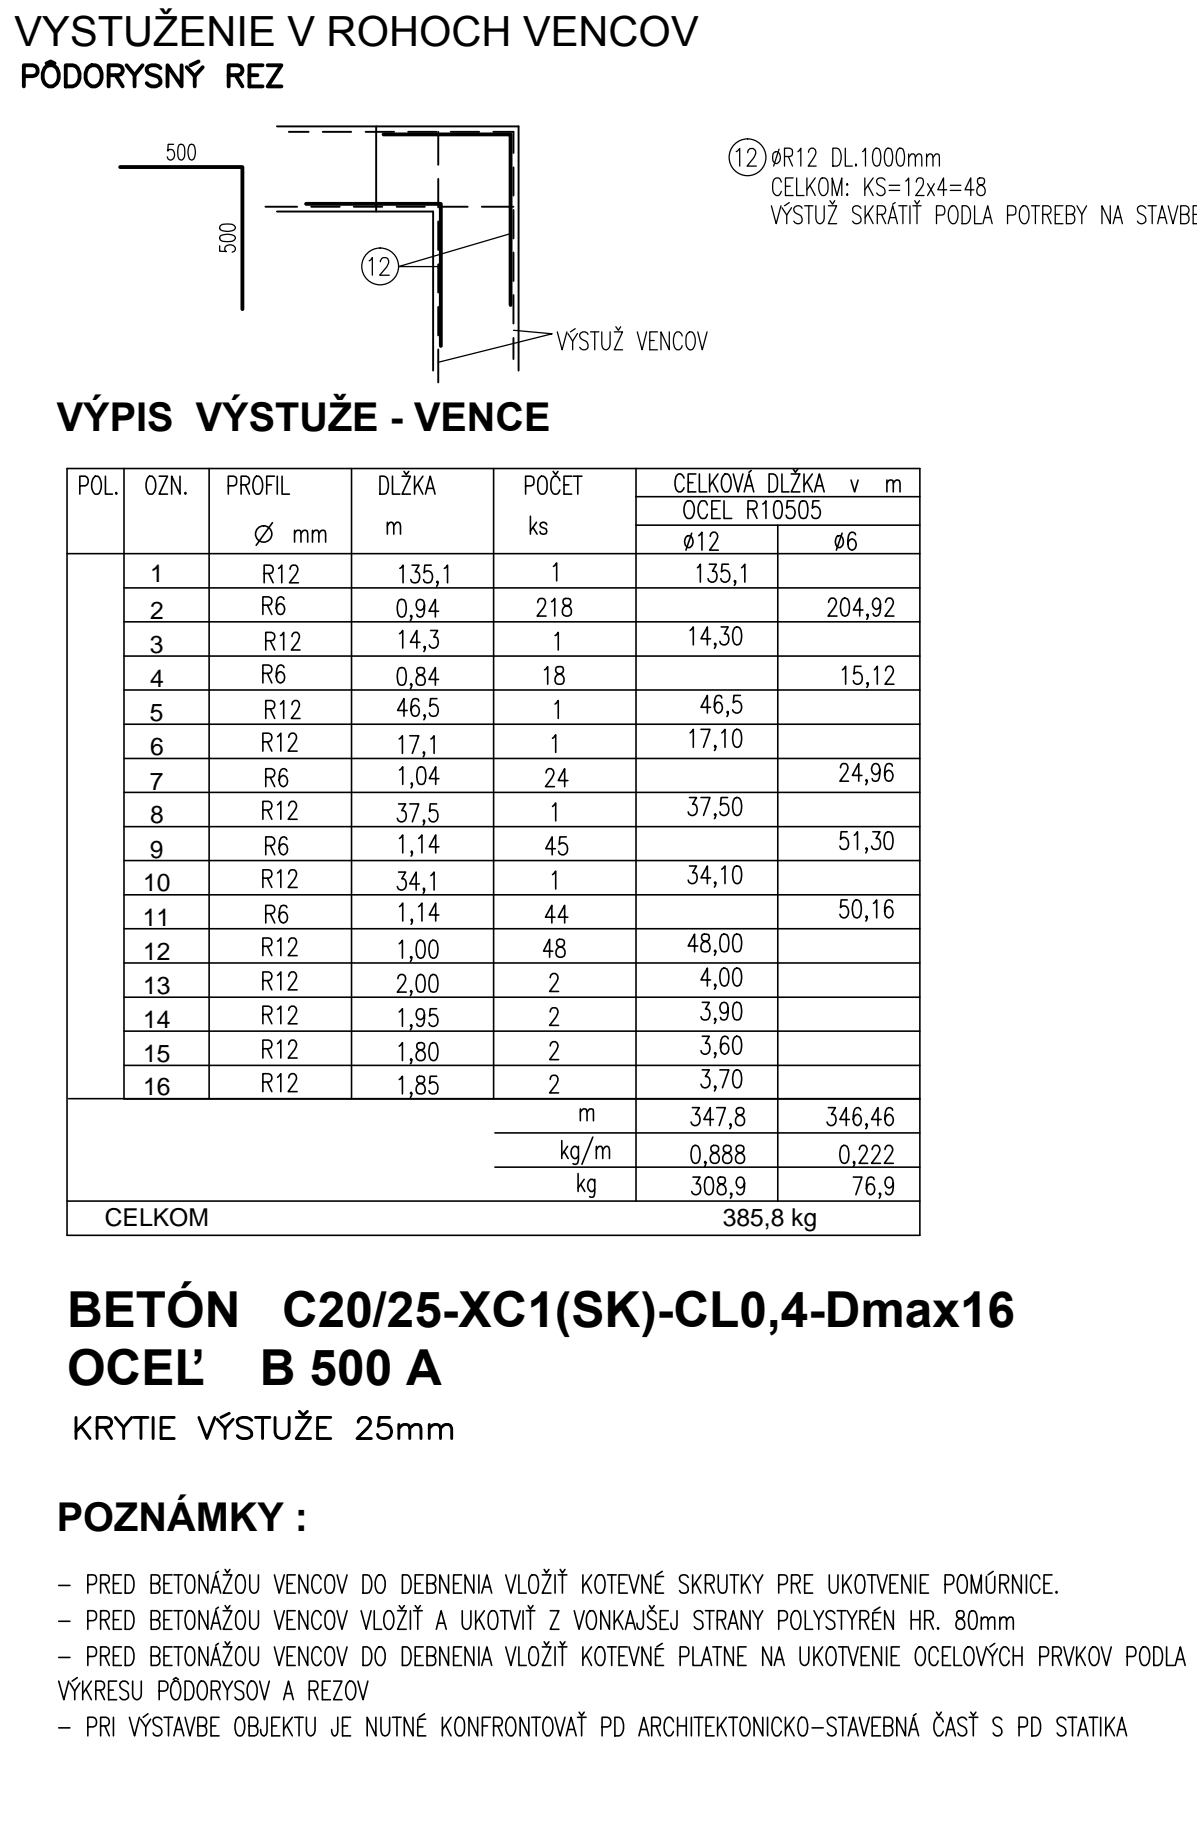 VYSTUŽENIE V ROHOCH VENCOV
PÔDORYSNÝ REZ
500
500
12
VÝSTUŽ VENCOV
12 øR12 DL.1000mm
CELKOM: KS=12x4=48
VÝSTUŽ SKRÁTIŤ PODLA POTREBY NA STAVBE
VÝPIS VÝSTUŽE - VENCE
POL. OZN. PROFIL DLŽKA POČET CELKOVÁ DLŽKA v m
OCEL R10505
Ø mm m ks ø12 ø6
1 R12 135,1 1 135,1
2 R6 0,94 218 204,92
3 R12 14,3 1 14,30
4 R6 0,84 18 15,12
5 R12 46,5 1 46,5
6 R12 17,1 1 17,10
7 R6 1,04 24 24,96
8 R12 37,5 1 37,50
9 R6 1,14 45 51,30
10 R12 34,1 1 34,10
11 R6 1,14 44 50,16
12 R12 1,00 48 48,00
13 R12 2,00 2 4,00
14 R12 1,95 2 3,90
15 R12 1,80 2 3,60
16 R12 1,85 2 3,70
m 347,8 346,46
kg/m 0,888 0,222
kg 308,9 76,9
CELKOM 385,8 kg
BETÓN C20/25-XC1(SK)-CL0,4-Dmax16
OCEĽ B 500 A
KRYTIE VÝSTUŽE 25mm
POZNÁMKY :
– PRED BETONÁŽOU VENCOV DO DEBNENIA VLOŽIŤ KOTEVNÉ SKRUTKY PRE UKOTVENIE POMÚRNICE.
– PRED BETONÁŽOU VENCOV VLOŽIŤ A UKOTVIŤ Z VONKAJŠEJ STRANY POLYSTYRÉN HR. 80mm
– PRED BETONÁŽOU VENCOV DO DEBNENIA VLOŽIŤ KOTEVNÉ PLATNE NA UKOTVENIE OCELOVÝCH PRVKOV PODLA
VÝKRESU PÔDORYSOV A REZOV
– PRI VÝSTAVBE OBJEKTU JE NUTNÉ KONFRONTOVAŤ PD ARCHITEKTONICKO–STAVEBNÁ ČASŤ S PD STATIKA